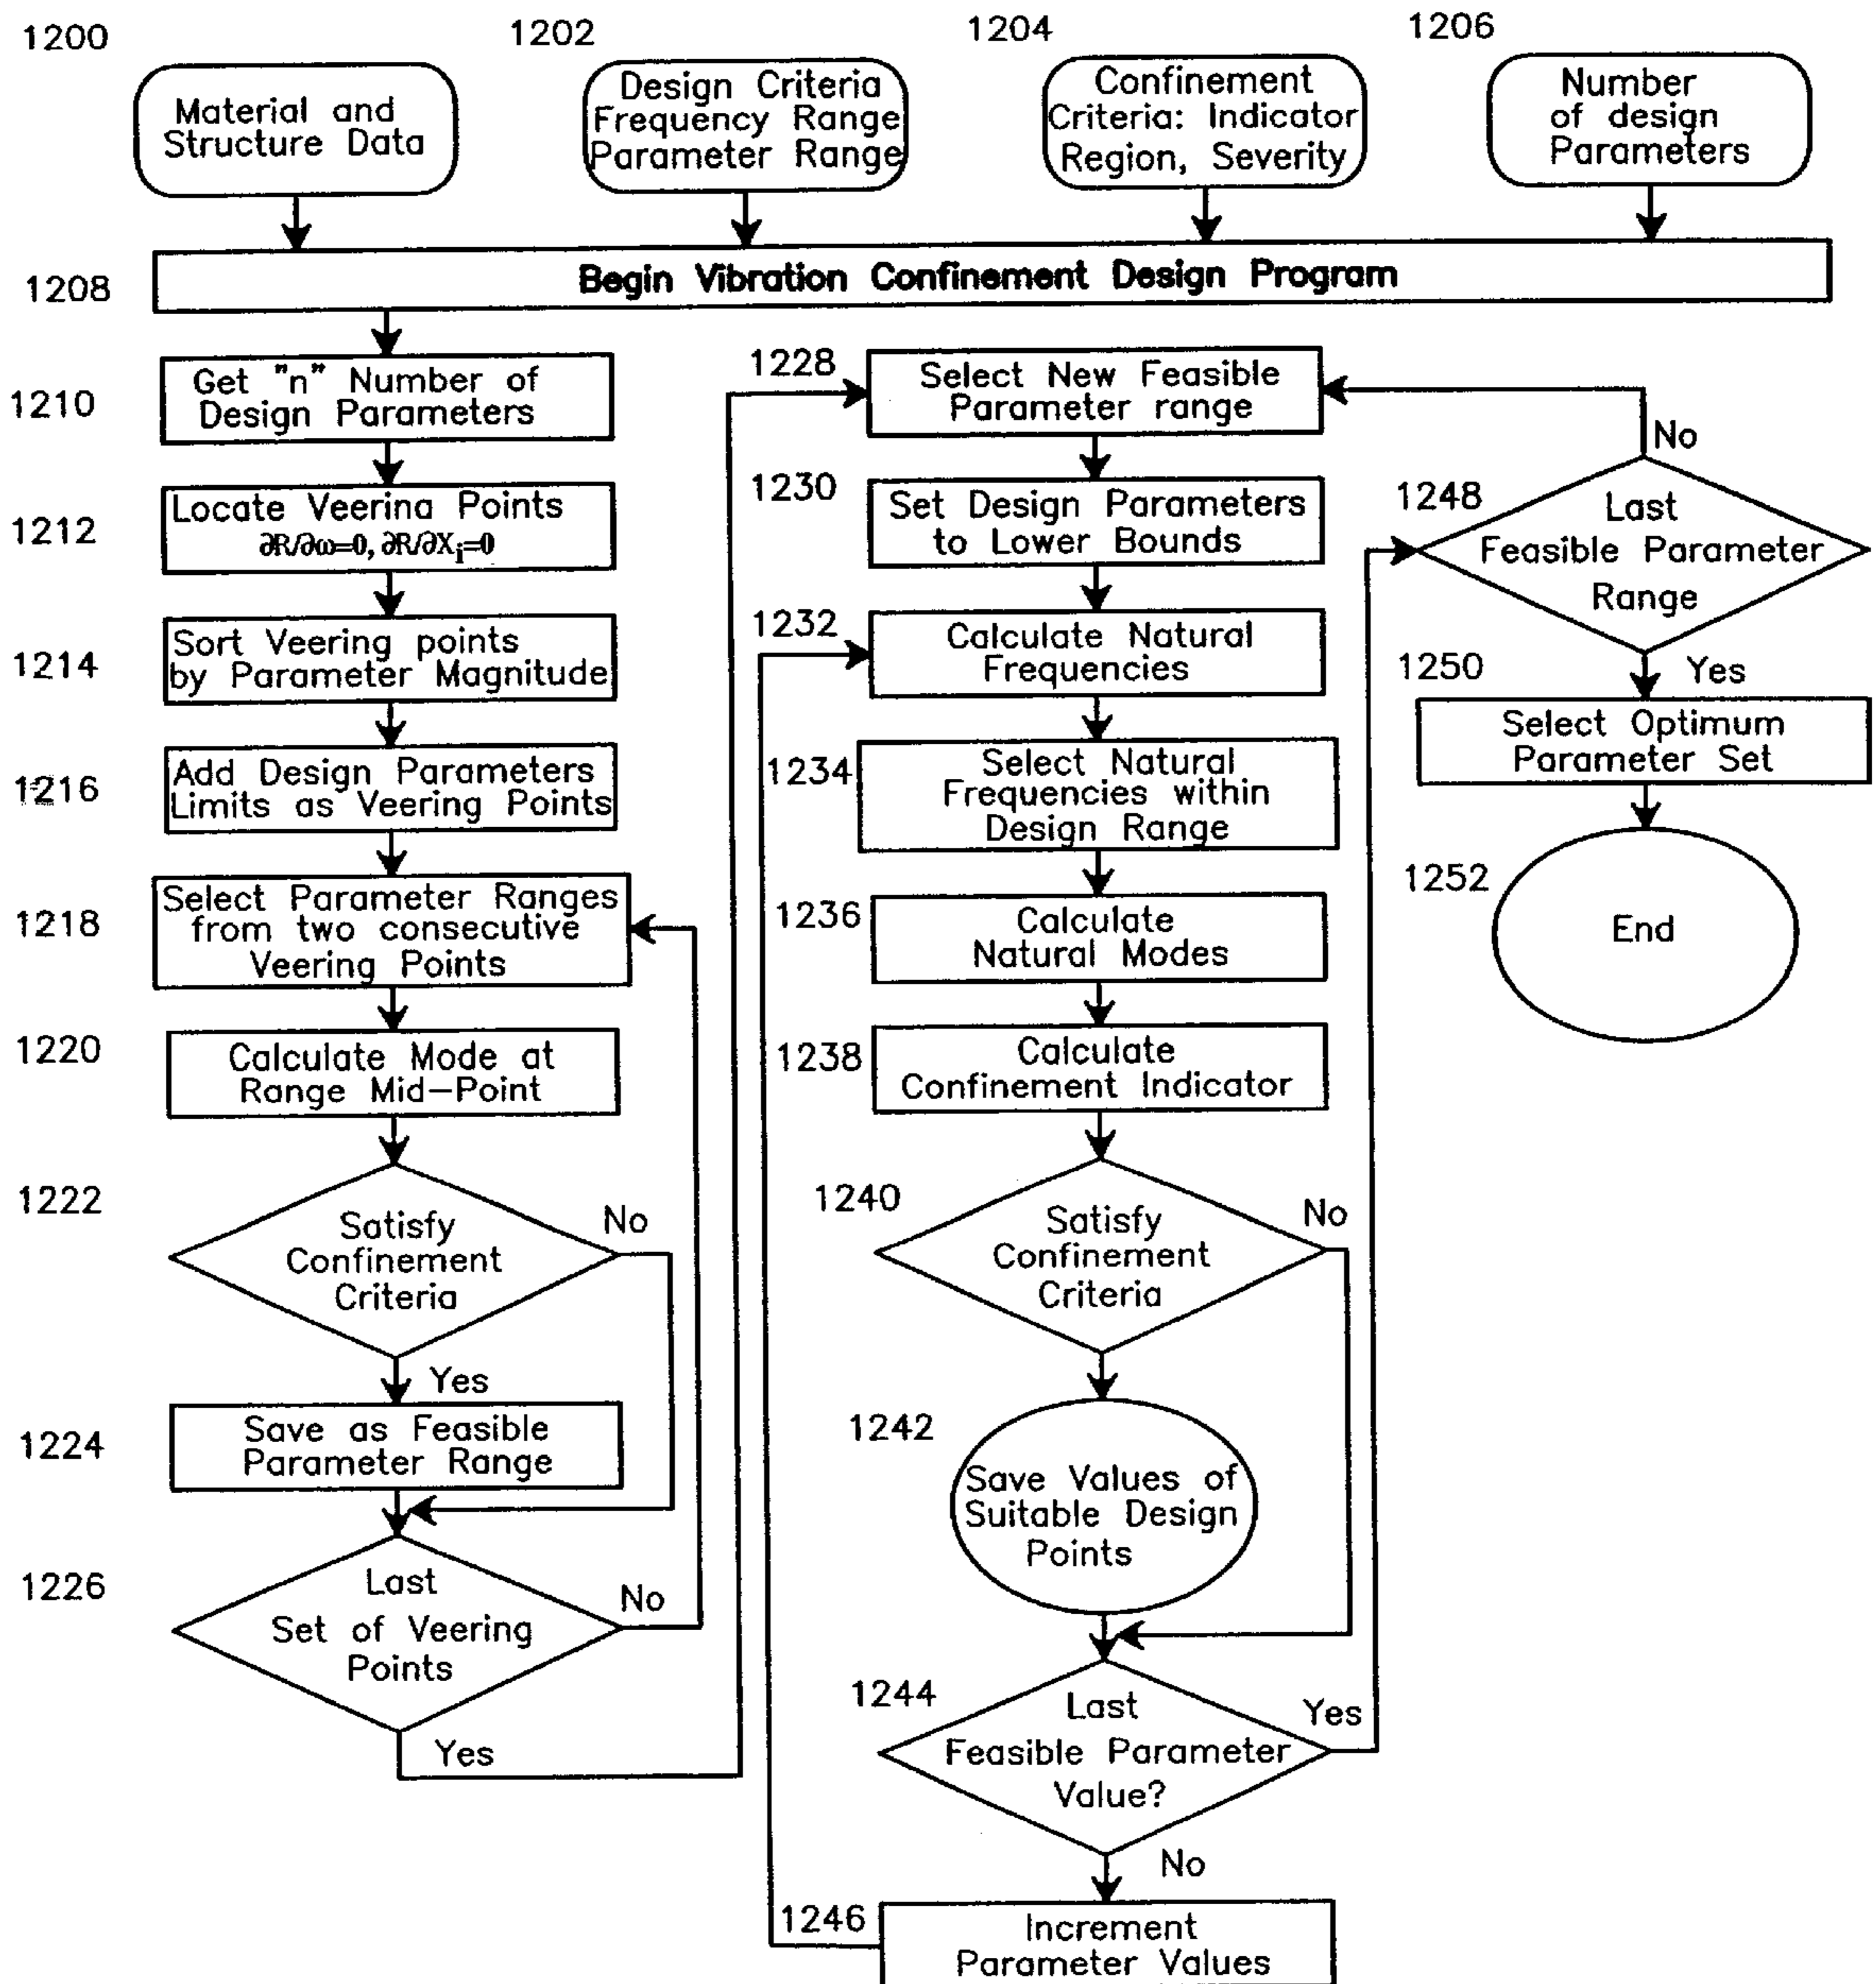 1200
Material and
Structure Data
1202
Design Criteria
Frequency Range
Parameter Range
1204
Confinement
Criteria: Indicator
Region, Severity
1206
Number
of design
Parameters
1208
Begin Vibration Confinement Design Program
1210
Get "n" Number of
Design Parameters
1212
Locate Veerina Points
∂R/∂ω=0, ∂R/∂Xi=0
1214
Sort Veering points
by Parameter Magnitude
1216
Add Design Parameters
Limits as Veering Points
1218
Select Parameter Ranges
from two consecutive
Veering Points
1220
Calculate Mode at
Range Mid-Point
1222
Satisfy
Confinement
Criteria
No
Yes
1224
Save as Feasible
Parameter Range
1226
Last
Set of Veering
Points
No
Yes
1228
Select New Feasible
Parameter range
1230
Set Design Parameters
to Lower Bounds
1232
Calculate Natural
Frequencies
1234
Select Natural
Frequencies within
Design Range
1236
Calculate
Natural Modes
1238
Calculate
Confinement Indicator
1240
Satisfy
Confinement
Criteria
No
1242
Save Values of
Suitable Design
Points
1244
Last
Feasible Parameter
Value?
Yes
No
1246
Increment
Parameter Values
1248
Last
Feasible Parameter
Range
No
Yes
1250
Select Optimum
Parameter Set
1252
End